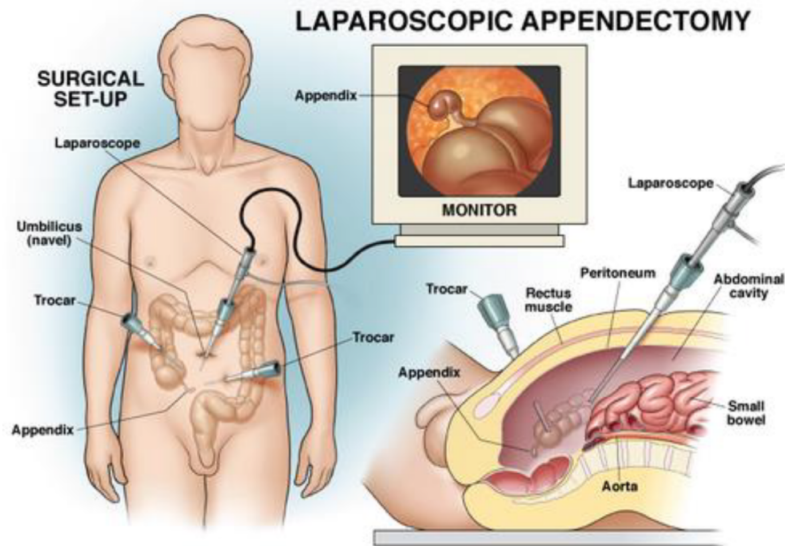 LAPAROSCOPIC APPENDECTOMY
SURGICAL
SET-UP
Appendix
Laparoscope
MONITOR
Umbilicus
(navel)
Trocar
Trocar
Appendix
Laparoscope
Trocar
Rectus
muscle
Peritoneum
Abdominal
cavity
Appendix
Small
bowel
Aorta